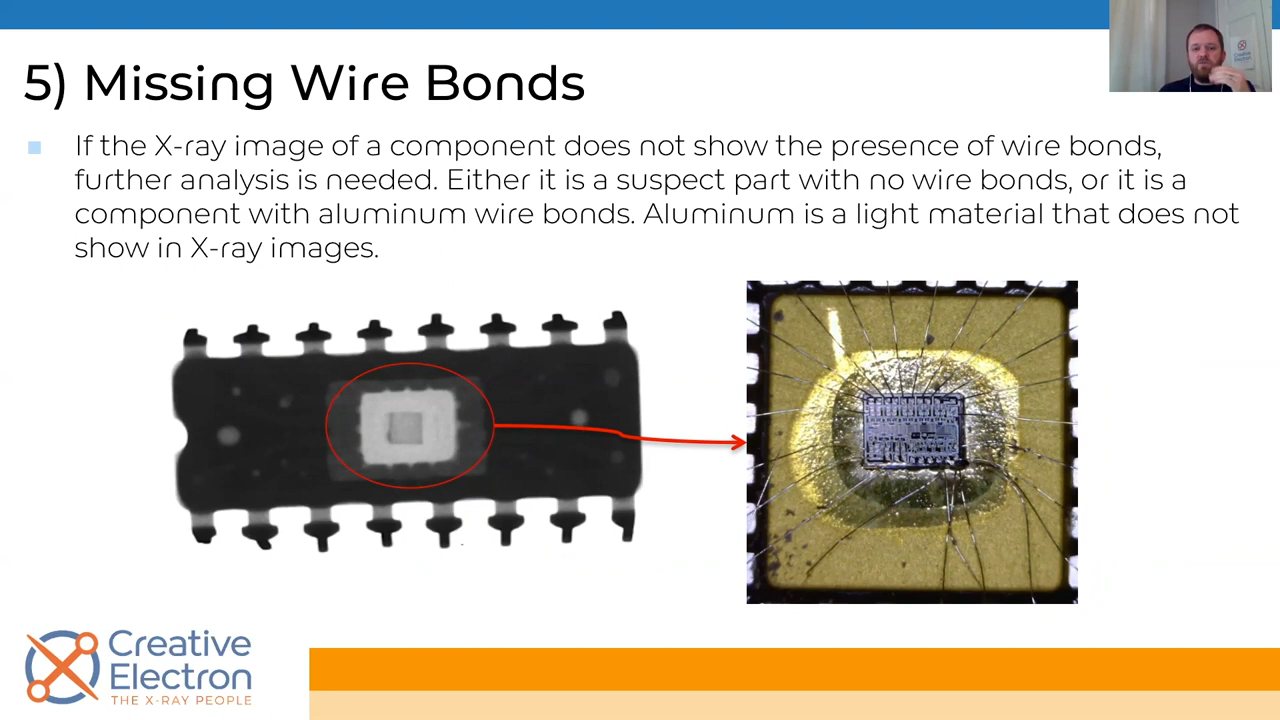 5) Missing Wire Bonds
If the X-ray image of a component does not show the presence of wire bonds,
further analysis is needed. Either it is a suspect part with no wire bonds, or it is a
component with aluminum wire bonds. Aluminum is a light material that does not
show in X-ray images.
Creative
Electron
THE X-RAY PEOPLE
Creative
Electron